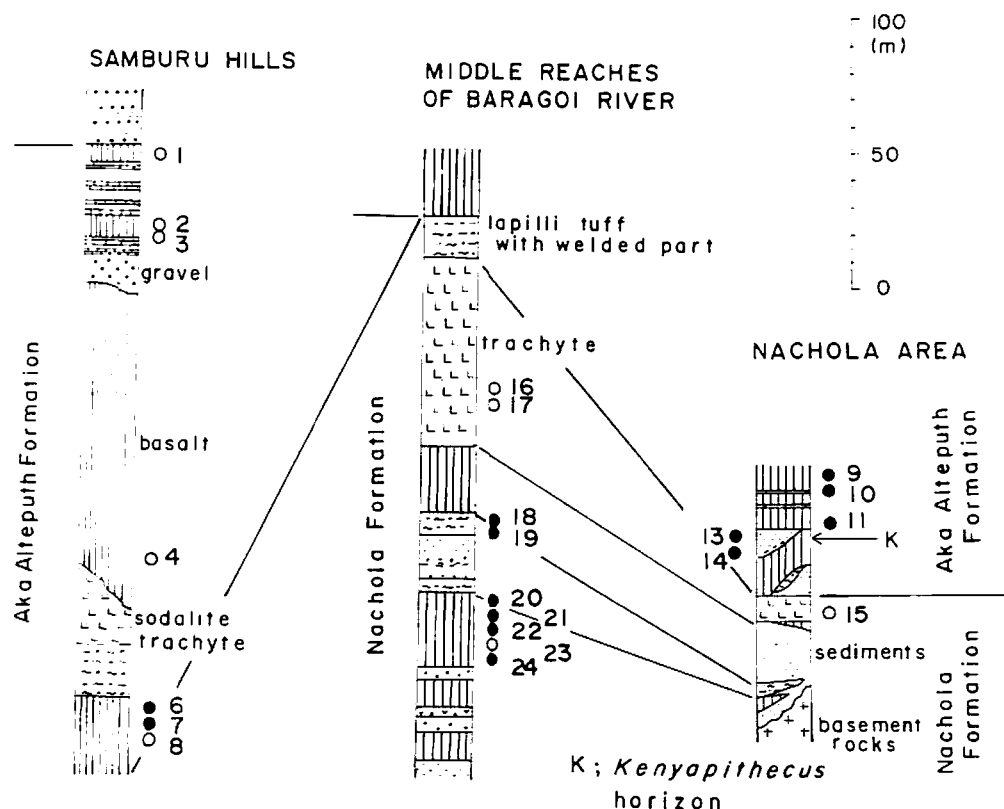 SAMBURU HILLS
1
2
3
gravel
Aka Alteputh Formation
basalt
4
sodalite
trachyte
6
7
8
MIDDLE REACHES
OF BARAGOI RIVER
lapilli tuff
with welded part
trachyte
16
17
Nachola Formation
18
19
20
21
22
23
24
100
(m)
50
0
NACHOLA AREA
9
10
11
13
14
K
Aka Alteputh
Formation
15
sediments
basement
rocks
Nachola
Formation
K ; Kenyapithecus
horizon